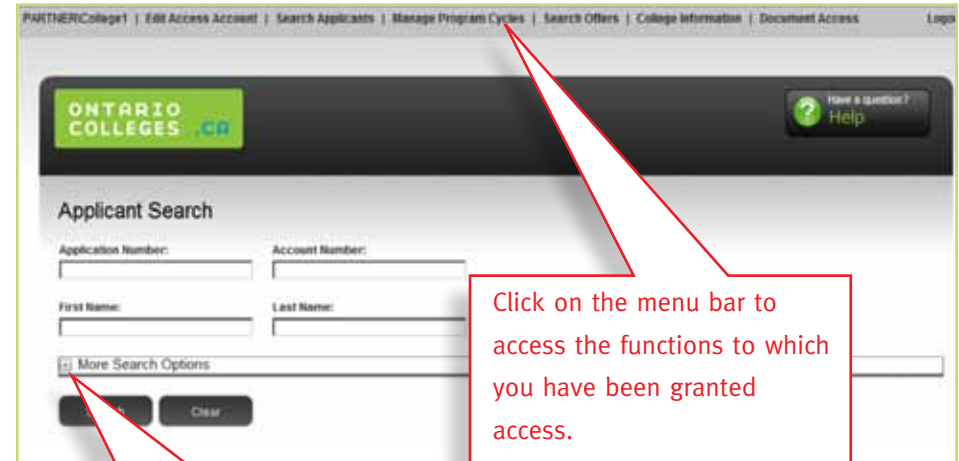 PARTNER\College1 | Edit Access Account | Search Applicants | Manage Program Cycles | Search Offers | College Information | Document Access
ONTARIO
COLLEGES .CA
Have a question?
Help
Applicant Search
Application Number:
Account Number:
First Name:
Last Name:
More Search Options
Clear
Click on the menu bar to
access the functions to which
you have been granted
access.